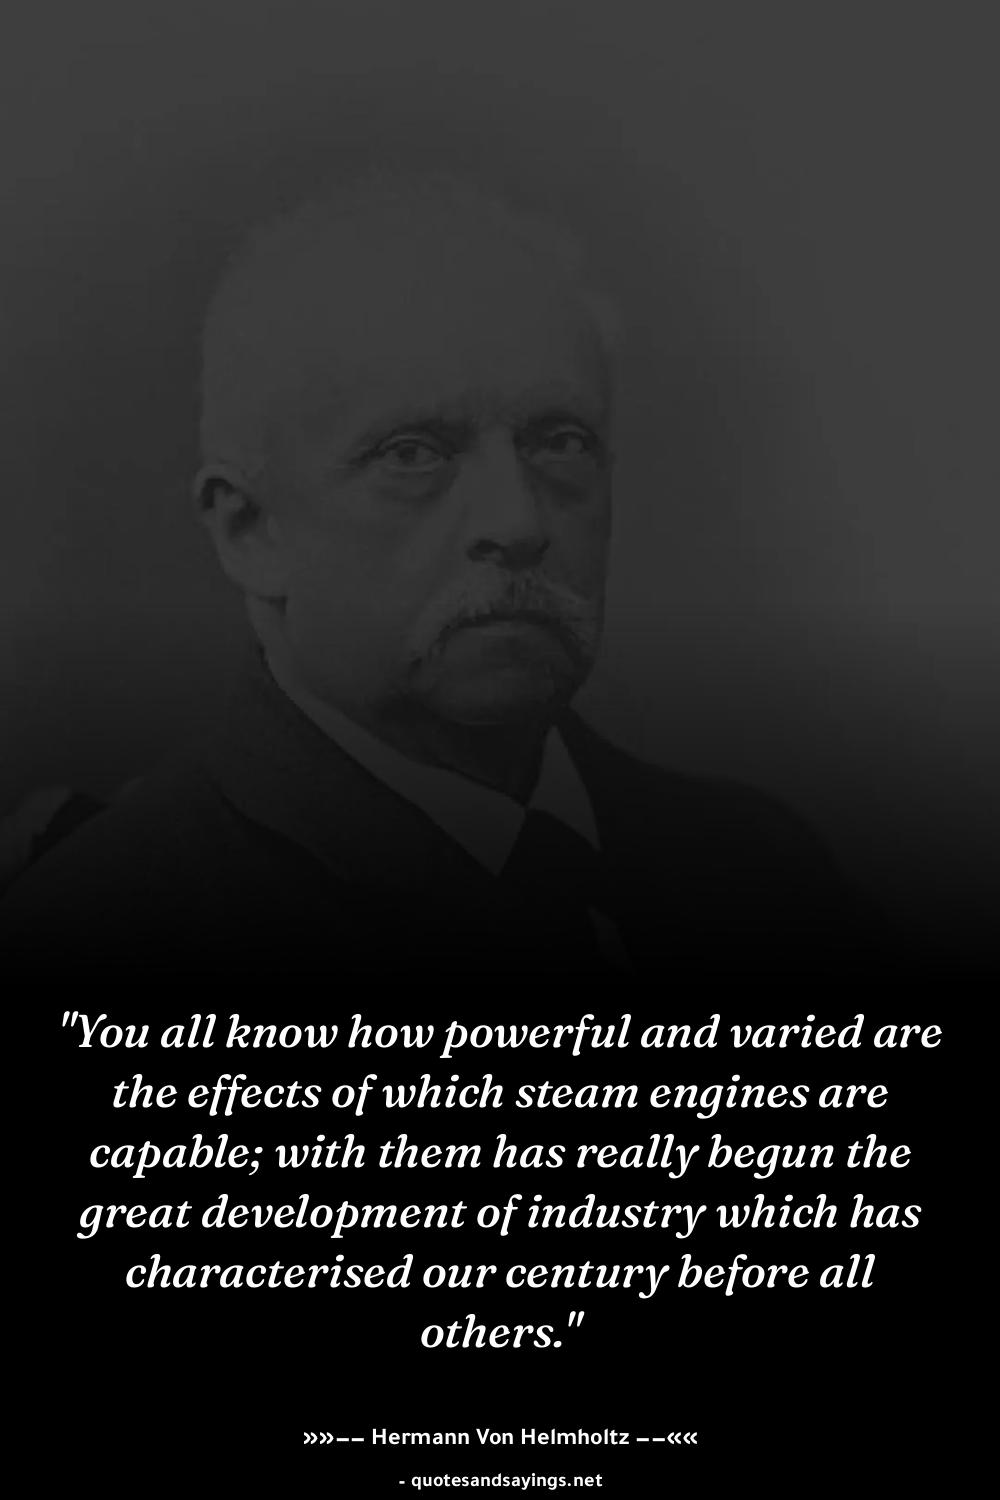 "You all know how powerful and varied are
the effects of which steam engines are
capable; with them has really begun the
great development of industry which has
characterised our century before all
others."
»»–– Hermann Von Helmholtz ––««
- quotesandsayings.net